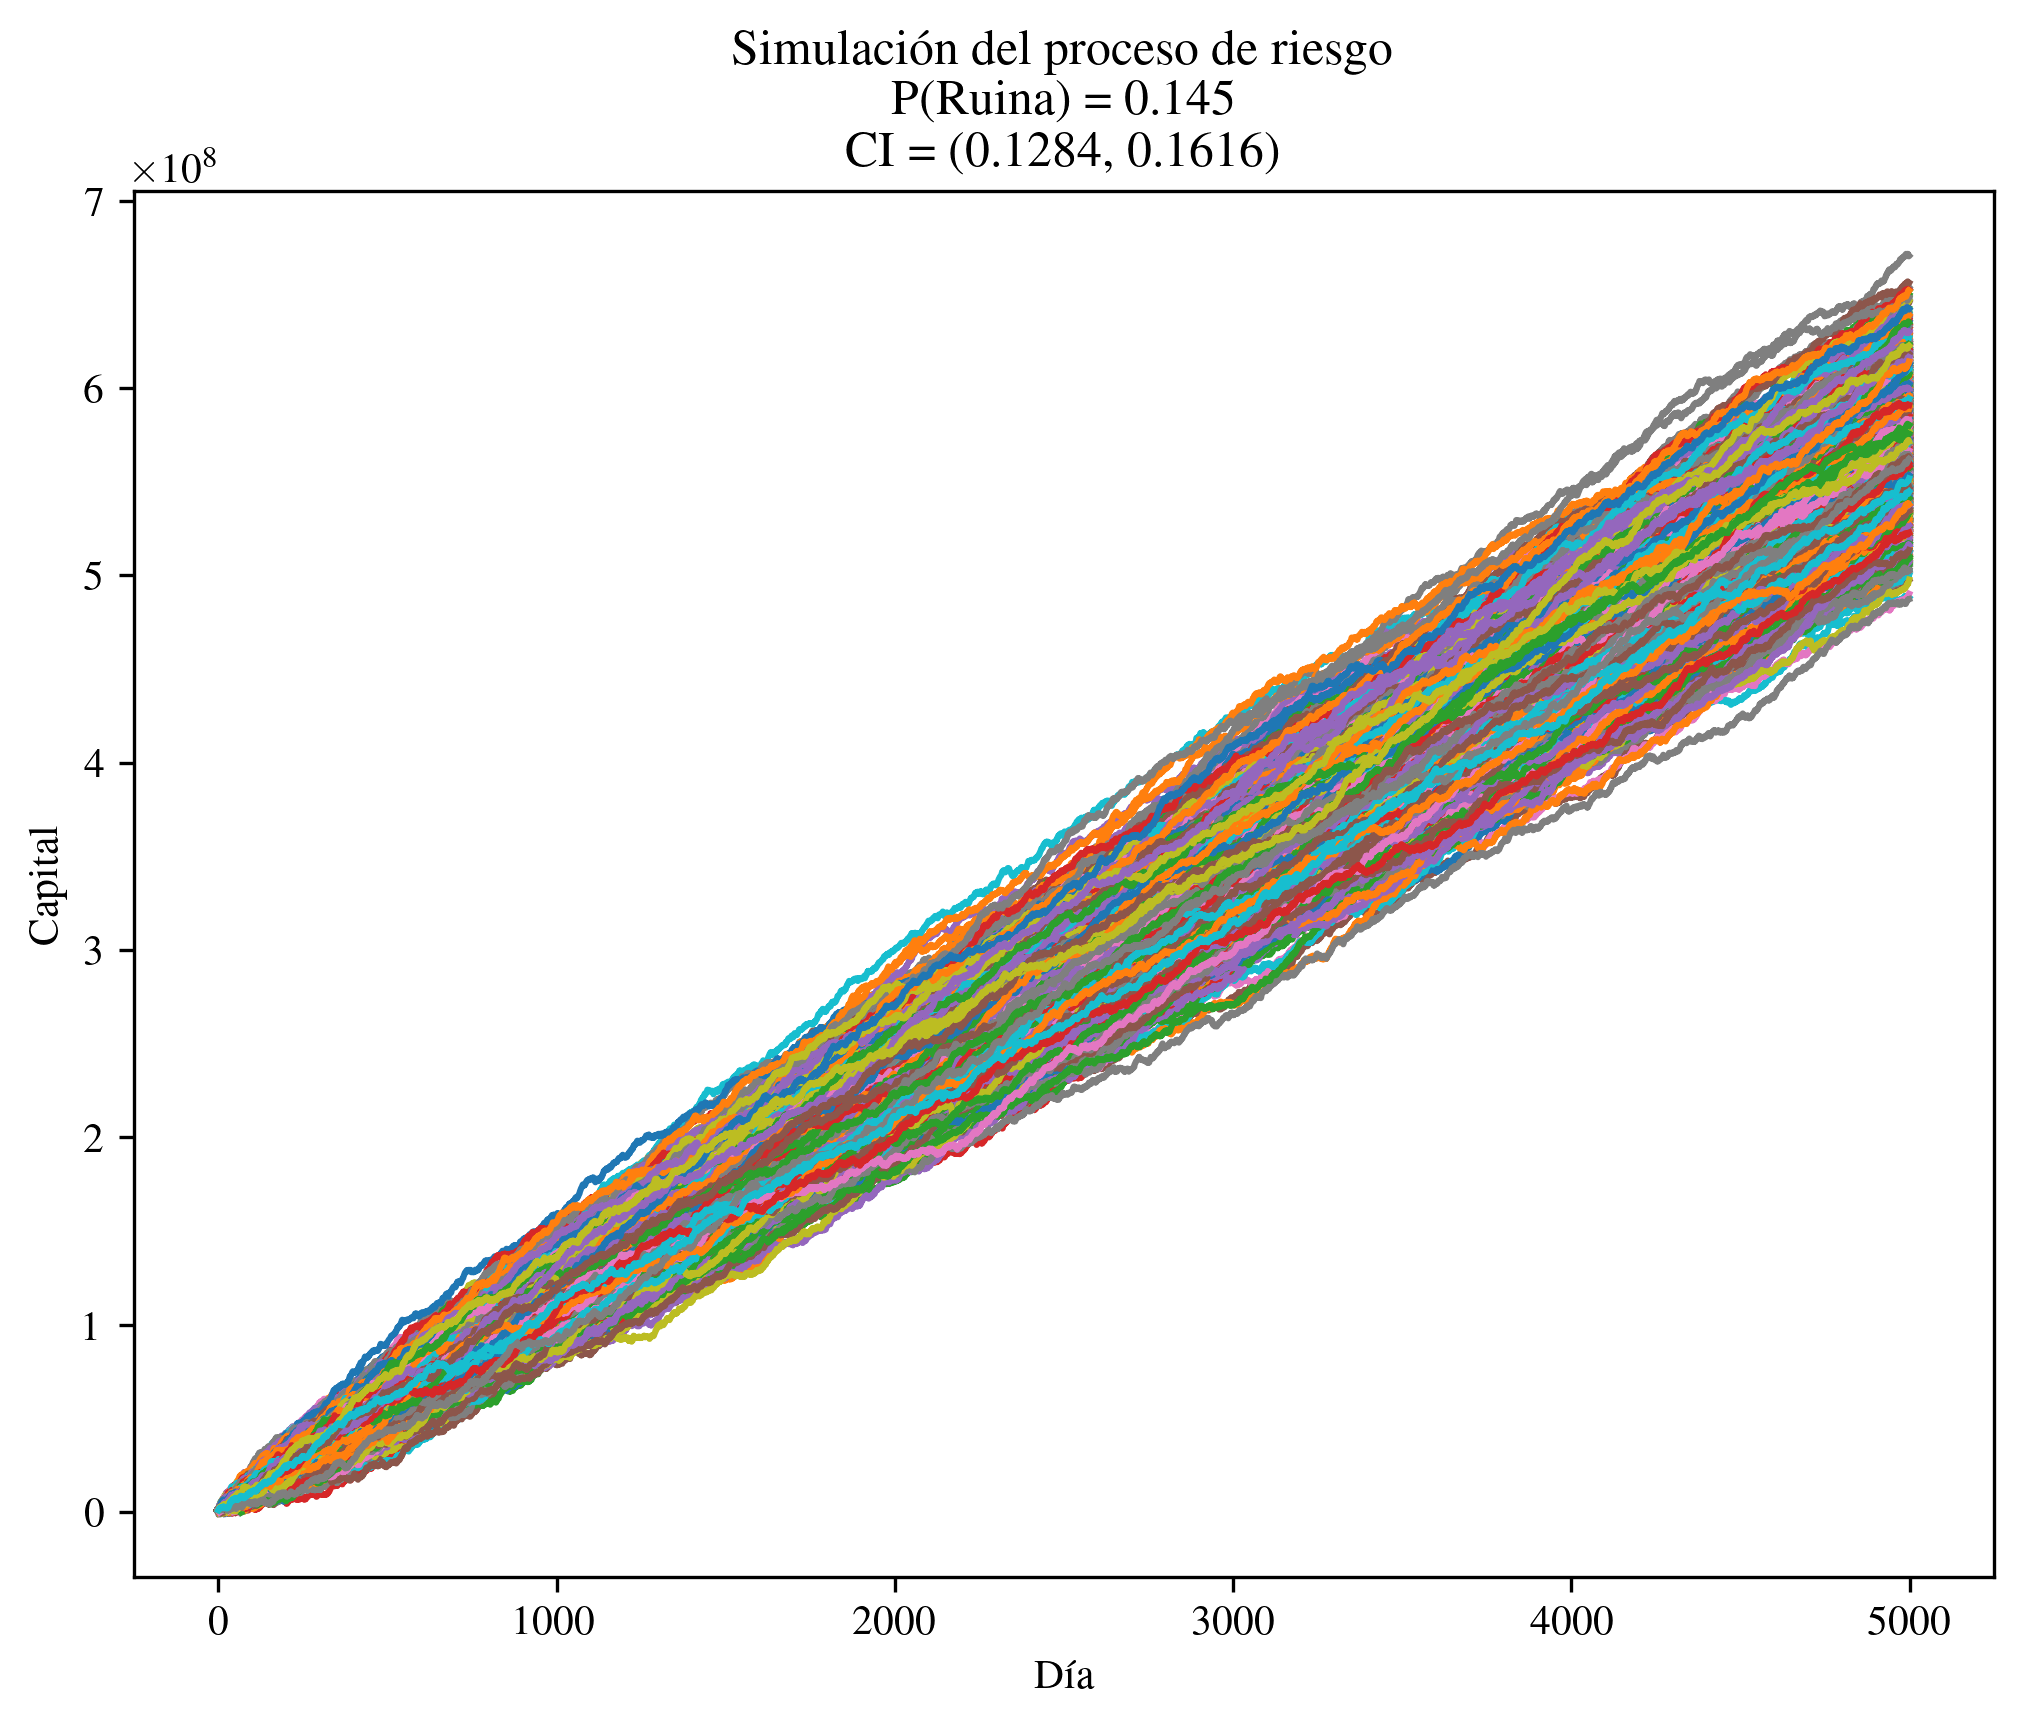 Simulación del proceso de riesgo
P(Ruina) = 0.145
CI = (0.1284, 0.1616)
×10⁸
7
6
5
4
3
2
1
0
Capital
0 1000 2000 3000 4000 5000
Día